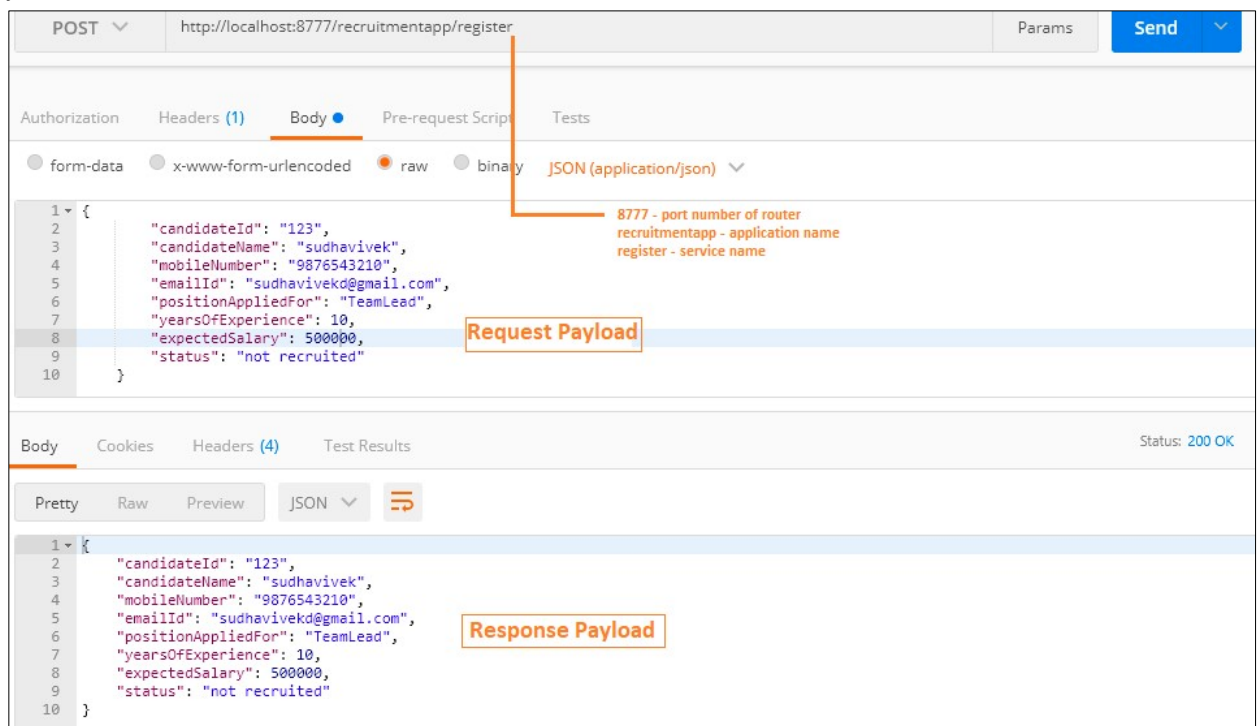 POST http://localhost:8777/recruitmentapp/register Params Send
Authorization Headers (1) Body Pre-request Script Tests
form-data x-www-form-urlencoded raw binary JSON (application/json)
1 {
2 "candidateId": "123",
3 "candidateName": "sudhavivek",
4 "mobileNumber": "9876543210",
5 "emailId": "sudhavivekd@gmail.com",
6 "positionAppliedFor": "TeamLead",
7 "yearsOfExperience": 10,
8 "expectedSalary": 500000,
9 "status": "not recruited"
10 }
8777 - port number of router
recruitmentapp - application name
register - service name
Request Payload
Body Cookies Headers (4) Test Results Status: 200 OK
Pretty Raw Preview JSON
1 {
2 "candidateId": "123",
3 "candidateName": "sudhavivek",
4 "mobileNumber": "9876543210",
5 "emailId": "sudhavivekd@gmail.com",
6 "positionAppliedFor": "TeamLead",
7 "yearsOfExperience": 10,
8 "expectedSalary": 500000,
9 "status": "not recruited"
10 }
Response Payload